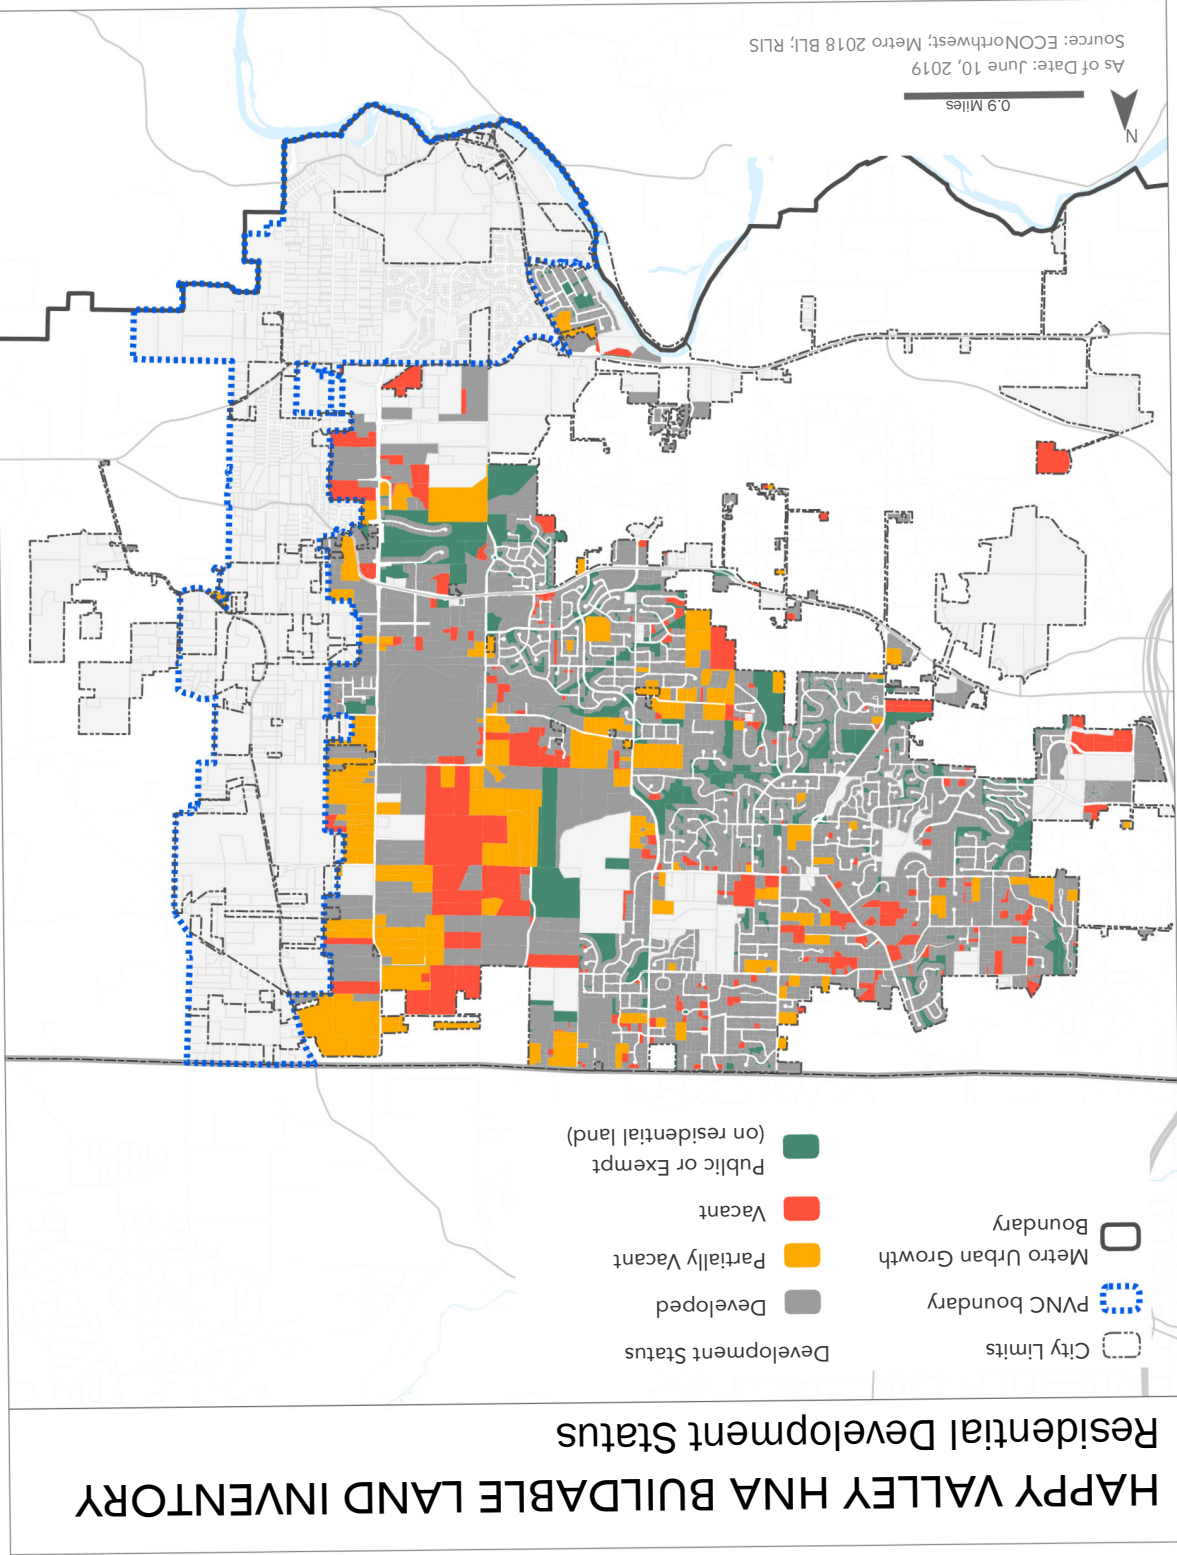 HAPPY VALLEY HNA BUILDABLE LAND INVENTORY
Residential Development Status
City Limits
PVNC boundary
Metro Urban Growth
Boundary
Development Status
Developed
Partially Vacant
Vacant
Public or Exempt
(on residential land)
N
0.9 Miles
As of Date: June 10, 2019
Source: ECONorthwest; Metro 2018 BLI; RLIS